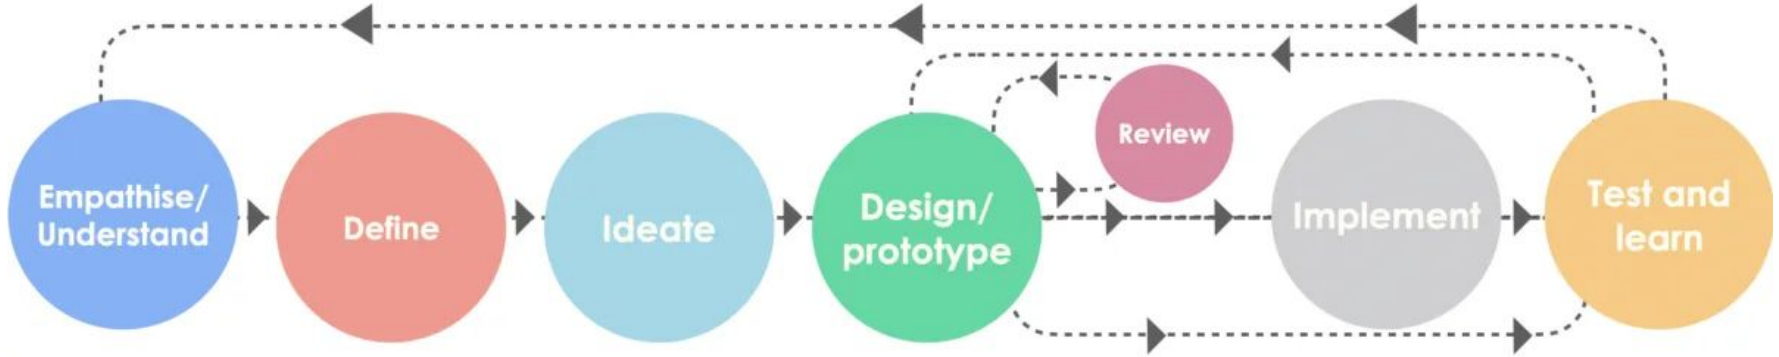 Empathise/
Understand
Define
Ideate
Design/
prototype
Review
Implement
Test and
learn